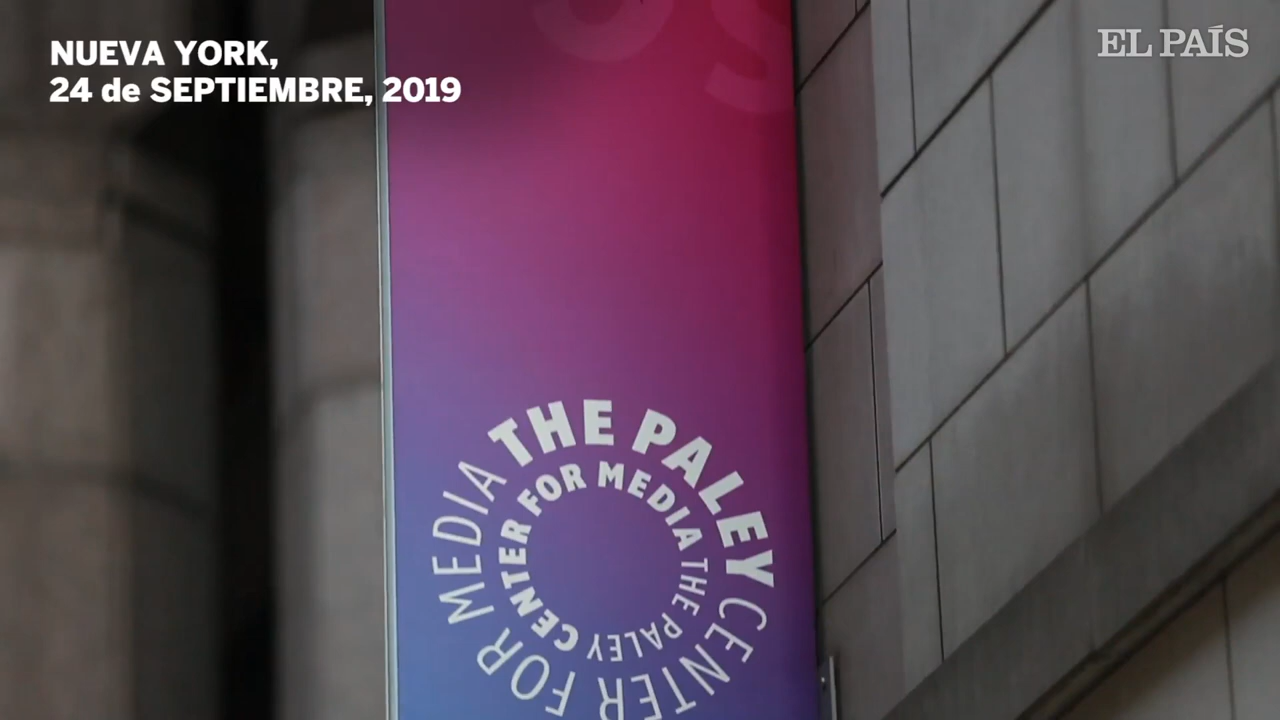 NUEVA YORK,
24 de SEPTIEMBRE, 2019
EL PAÍS
THE PALEY CENTER FOR MEDIA
CENTER FOR MEDIA THE PALEY